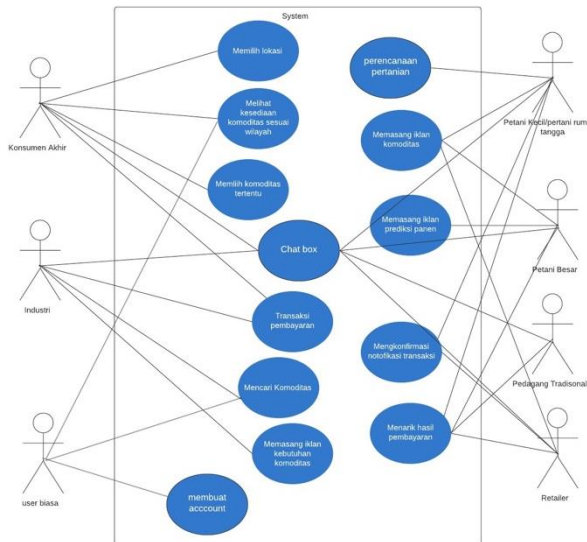 System
Memilih lokasi
Melihat
kesediaan
komoditas sesuai
wilayah
Memilih komoditas
tertentu
Chat box
Transaksi
pembayaran
Mencari Komoditas
Memasang iklan
kebutuhan
komoditas
membuat
acccount
perencanaan
pertanian
Memasang iklan
komoditas
Memasang iklan
prediksi panen
Mengkonfirmasi
notofikasi transaksi
Menarik hasil
pembayaran
Konsumen Akhir
Industri
user biasa
Petani Kecil/pertani rum
tangga
Petani Besar
Pedagang Tradisonal
Retailer